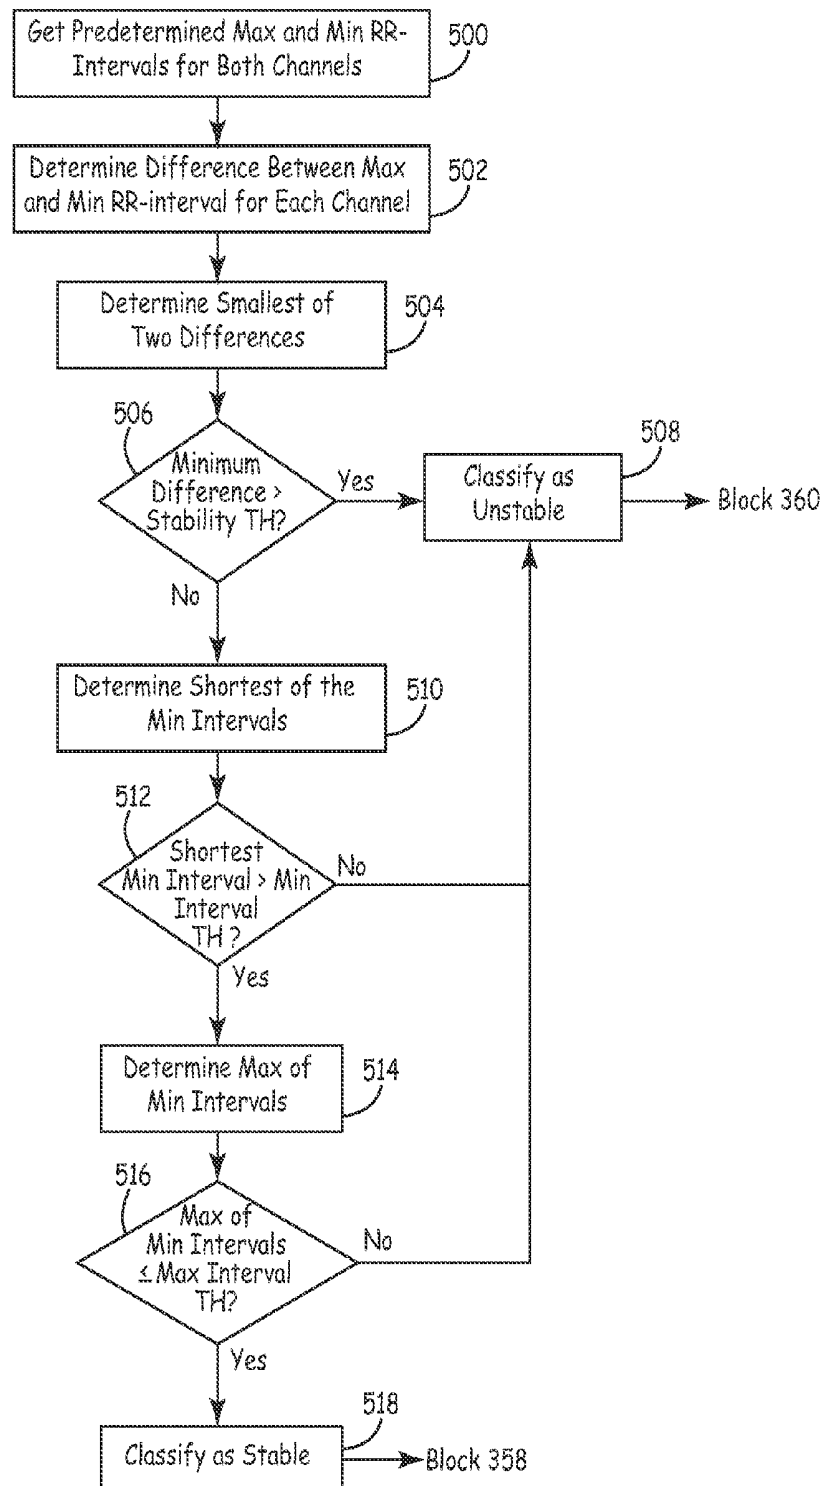 Get Predetermined Max and Min RR-
Intervals for Both Channels
500
Determine Difference Between Max
and Min RR-interval for Each Channel
502
Determine Smallest of
Two Differences
504
506
Minimum
Difference >
Stability TH?
Yes
No
508
Classify as
Unstable
Block 360
Determine Shortest of the
Min Intervals
510
512
Shortest
Min Interval > Min
Interval
TH ?
No
Yes
Determine Max of
Min Intervals
514
516
Max of
Min Intervals
≤ Max Interval
TH?
No
Yes
518
Classify as Stable
Block 358